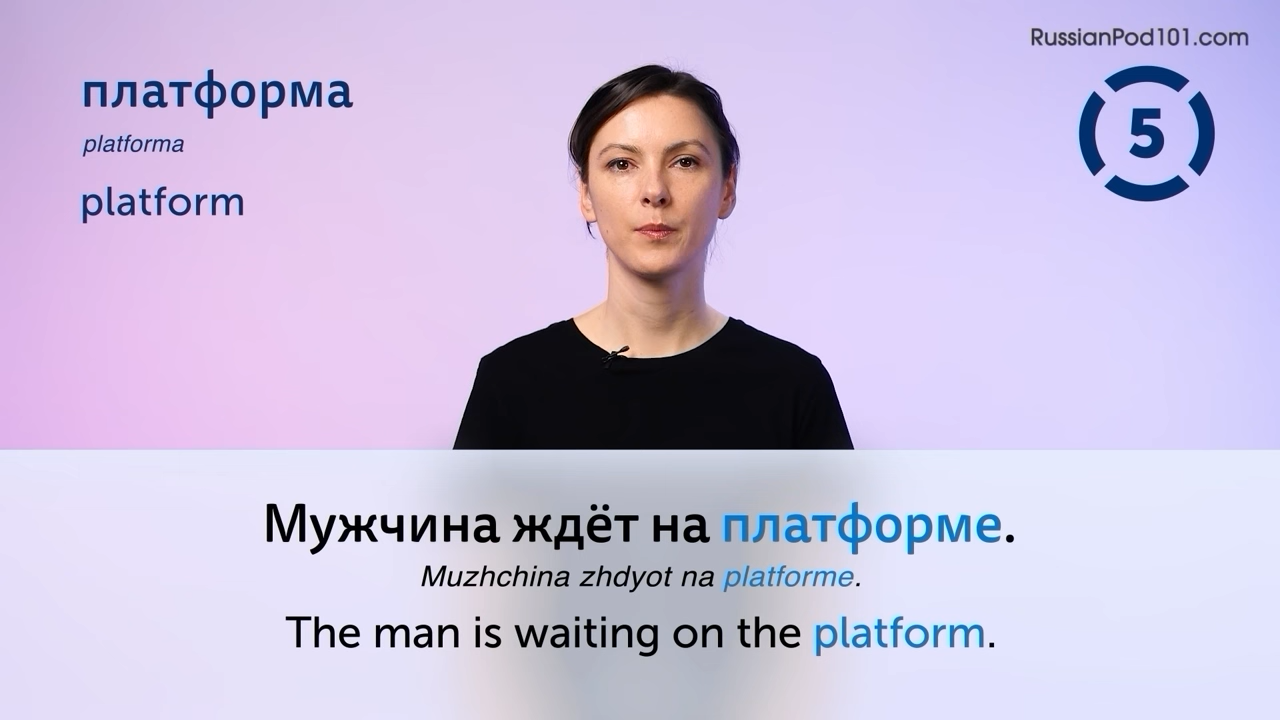 RussianPod101.com
платформа
platforma
platform
5
Мужчина ждёт на платформе.
Muzhchina zhdyot na platforme.
The man is waiting on the platform.